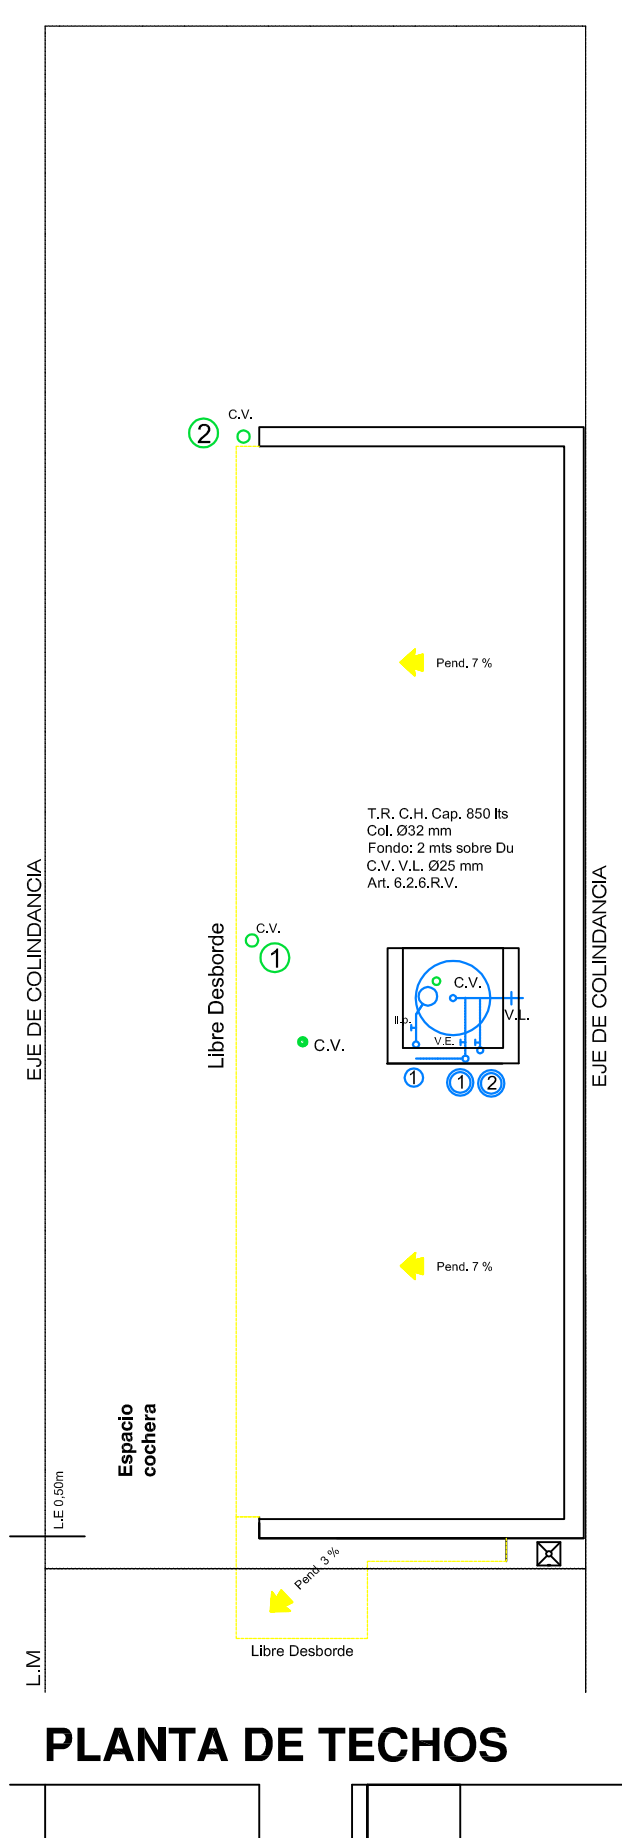 C.V.
2
Pend. 7 %
T.R. C.H. Cap. 850 lts
Col. Ø32 mm
Fondo: 2 mts sobre Du
C.V. V.L. Ø25 mm
Art. 6.2.6.R.V.
EJE DE COLINDANCIA
EJE DE COLINDANCIA
Libre Desborde
C.V.
1
C.V.
C.V.
ll.p.
V.E.
V.L.
1
1
2
Pend. 7 %
Espacio
cochera
L.E 0,50m
Pend. 3 %
Libre Desborde
L.M
PLANTA DE TECHOS